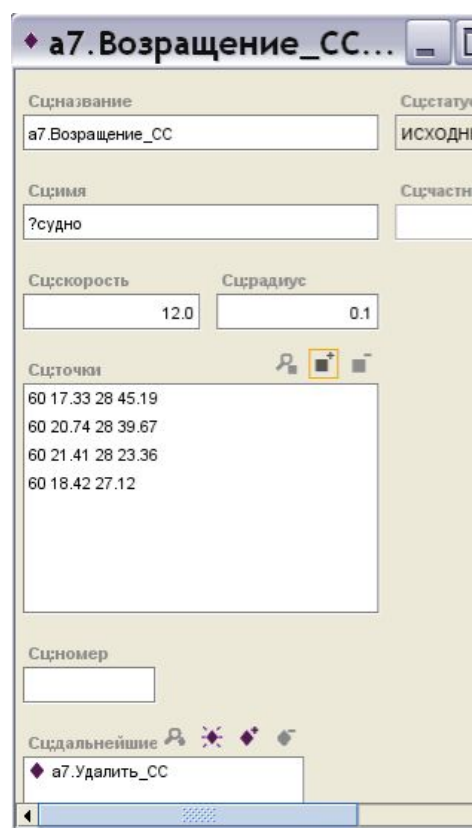 а7.Возращение_СС...
Сц:название
Сц:статус
а7.Возращение_СС
Сц:имя
?судно
Сц:скорость Сц:радиус
12.0 0.1
Сц:точки
60 17.33 28 45.19
60 20.74 28 39.67
60 21.41 28 23.36
60 18.42 27.12
Сц:номер
Сц:дальнейшие
а7.Удалить_СС